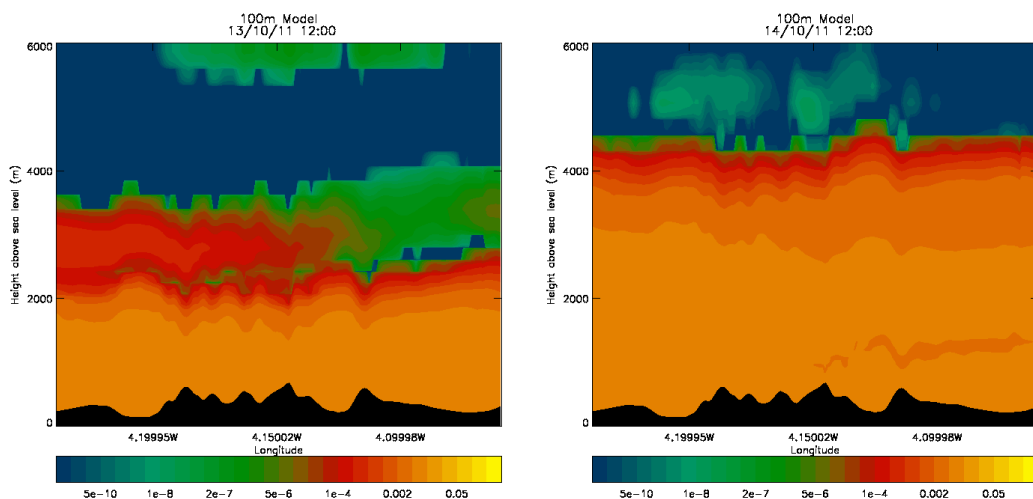 100m Model
13/10/11 12:00
6000
4000
2000
0
Height above sea level (m)
4.19995W 4.15002W 4.09998W
Longitude
5e-10 1e-8 2e-7 5e-6 1e-4 0.002 0.05
100m Model
14/10/11 12:00
6000
4000
2000
0
Height above sea level (m)
4.19995W 4.15002W 4.09998W
Longitude
5e-10 1e-8 2e-7 5e-6 1e-4 0.002 0.05